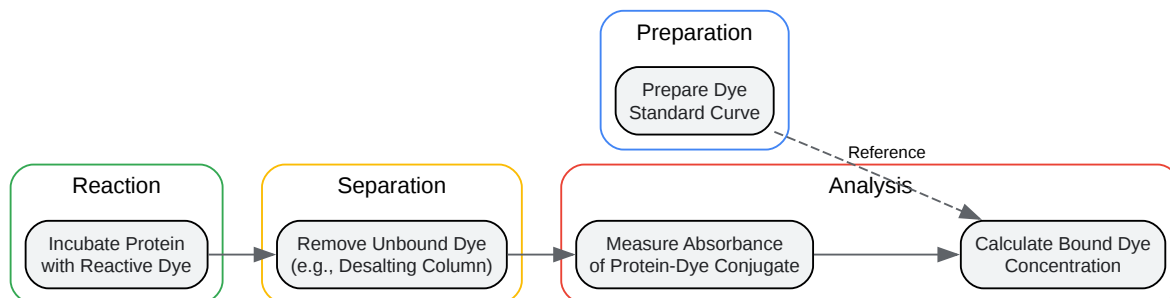 Preparation
Prepare Dye
Standard Curve
Reference
Reaction
Incubate Protein
with Reactive Dye
Separation
Remove Unbound Dye
(e.g., Desalting Column)
Analysis
Measure Absorbance
of Protein-Dye Conjugate
Calculate Bound Dye
Concentration